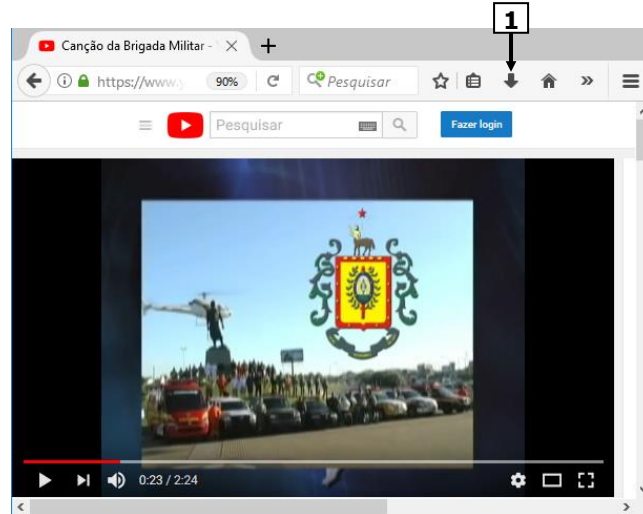 1
Canção da Brigada Militar -
https://www.
90%
Pesquisar
Pesquisar
Fazer login
0:23 / 2:24